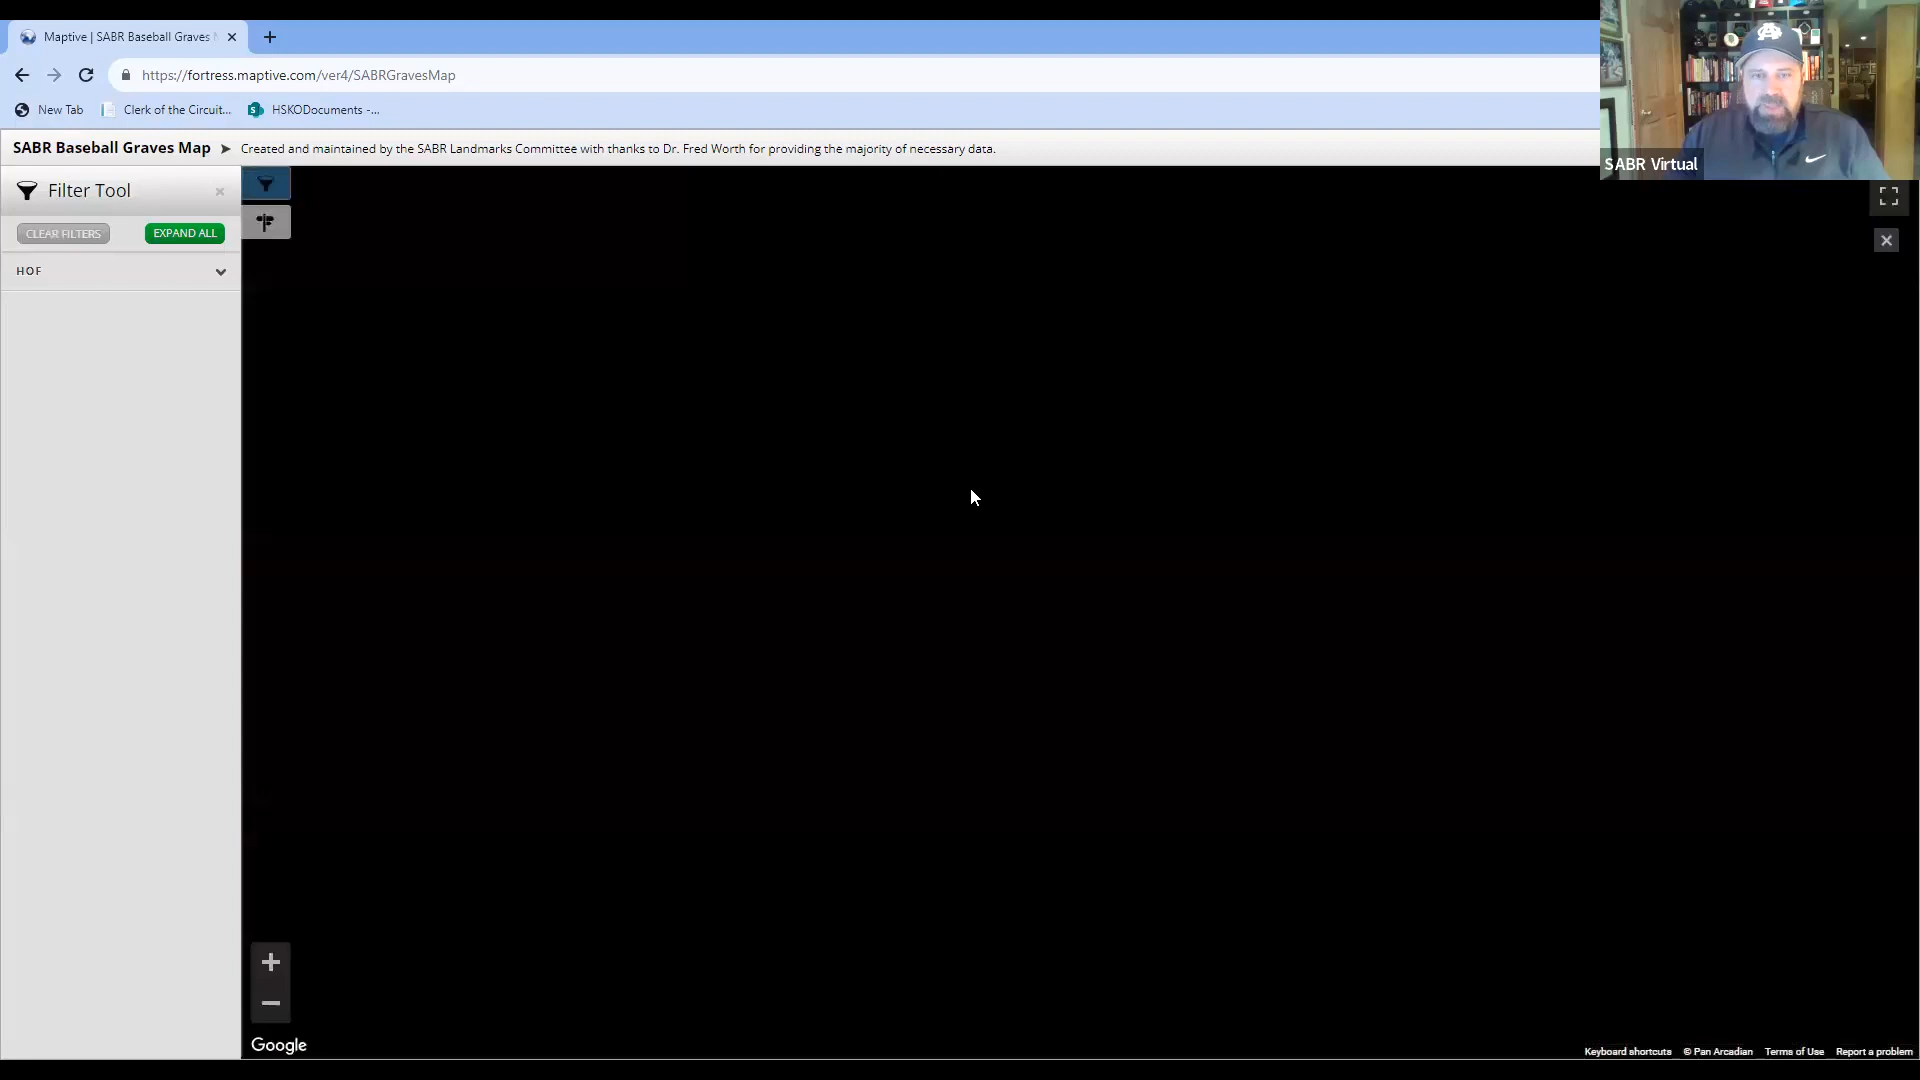 Maptive | SABR Baseball Graves
https://fortress.maptive.com/ver4/SABRGravesMap
New Tab
Clerk of the Circuit...
HSKODocuments -...
SABR Baseball Graves Map
Created and maintained by the SABR Landmarks Committee with thanks to Dr. Fred Worth for providing the majority of necessary data.
SABR Virtual
Filter Tool
CLEAR FILTERS
EXPAND ALL
HOF
Google
Keyboard shortcuts
© Pan Arcadian
Terms of Use
Report a problem